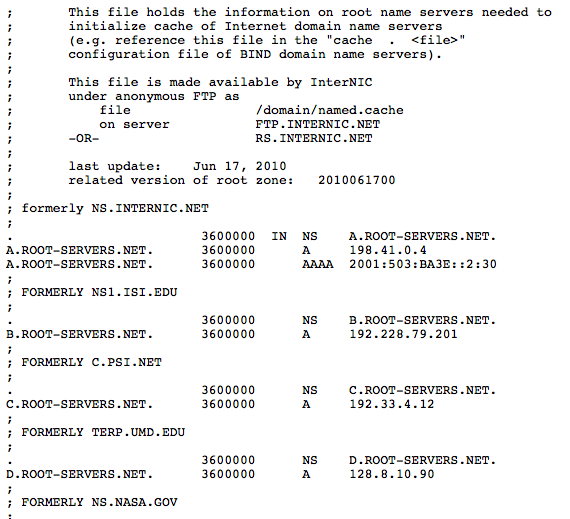 ;       This file holds the information on root name servers needed to
;       initialize cache of Internet domain name servers
;       (e.g. reference this file in the "cache  .  <file>"
;       configuration file of BIND domain name servers).
;
;       This file is made available by InterNIC
;       under anonymous FTP as
;           file                /domain/named.cache
;           on server           FTP.INTERNIC.NET
;       -OR-                    RS.INTERNIC.NET
;
;       last update:    Jun 17, 2010
;       related version of root zone:   2010061700
;
; formerly NS.INTERNIC.NET
;
.                        3600000  IN  NS    A.ROOT-SERVERS.NET.
A.ROOT-SERVERS.NET.      3600000      A     198.41.0.4
A.ROOT-SERVERS.NET.      3600000      AAAA  2001:503:BA3E::2:30
;
; FORMERLY NS1.ISI.EDU
;
.                        3600000      NS    B.ROOT-SERVERS.NET.
B.ROOT-SERVERS.NET.      3600000      A     192.228.79.201
;
; FORMERLY C.PSI.NET
;
.                        3600000      NS    C.ROOT-SERVERS.NET.
C.ROOT-SERVERS.NET.      3600000      A     192.33.4.12
;
; FORMERLY TERP.UMD.EDU
;
.                        3600000      NS    D.ROOT-SERVERS.NET.
D.ROOT-SERVERS.NET.      3600000      A     128.8.10.90
;
; FORMERLY NS.NASA.GOV
;